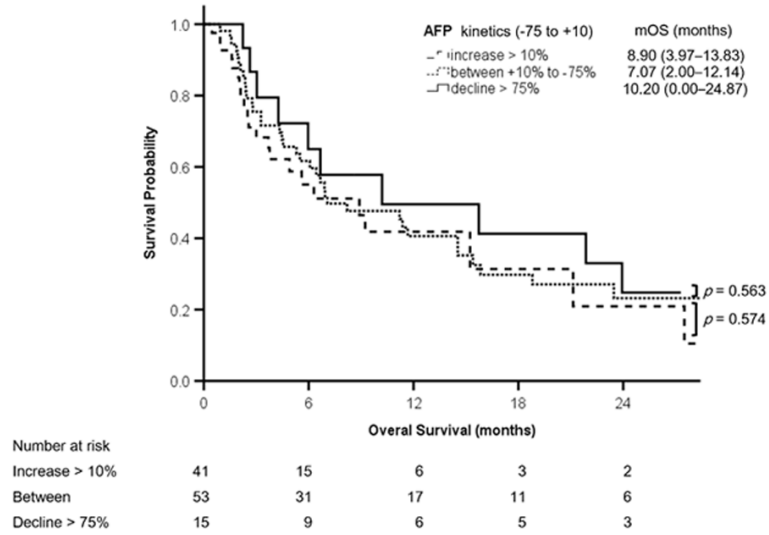 AFP kinetics (-75 to +10) mOS (months)
increase > 10% 8.90 (3.97–13.83)
between +10% to -75% 7.07 (2.00–12.14)
decline > 75% 10.20 (0.00–24.87)
Survival Probability
1.0
0.8
0.6
0.4
0.2
0.0
p = 0.563
p = 0.574
0 6 12 18 24
Overal Survival (months)
Number at risk
Increase > 10% 41 15 6 3 2
Between 53 31 17 11 6
Decline > 75% 15 9 6 5 3